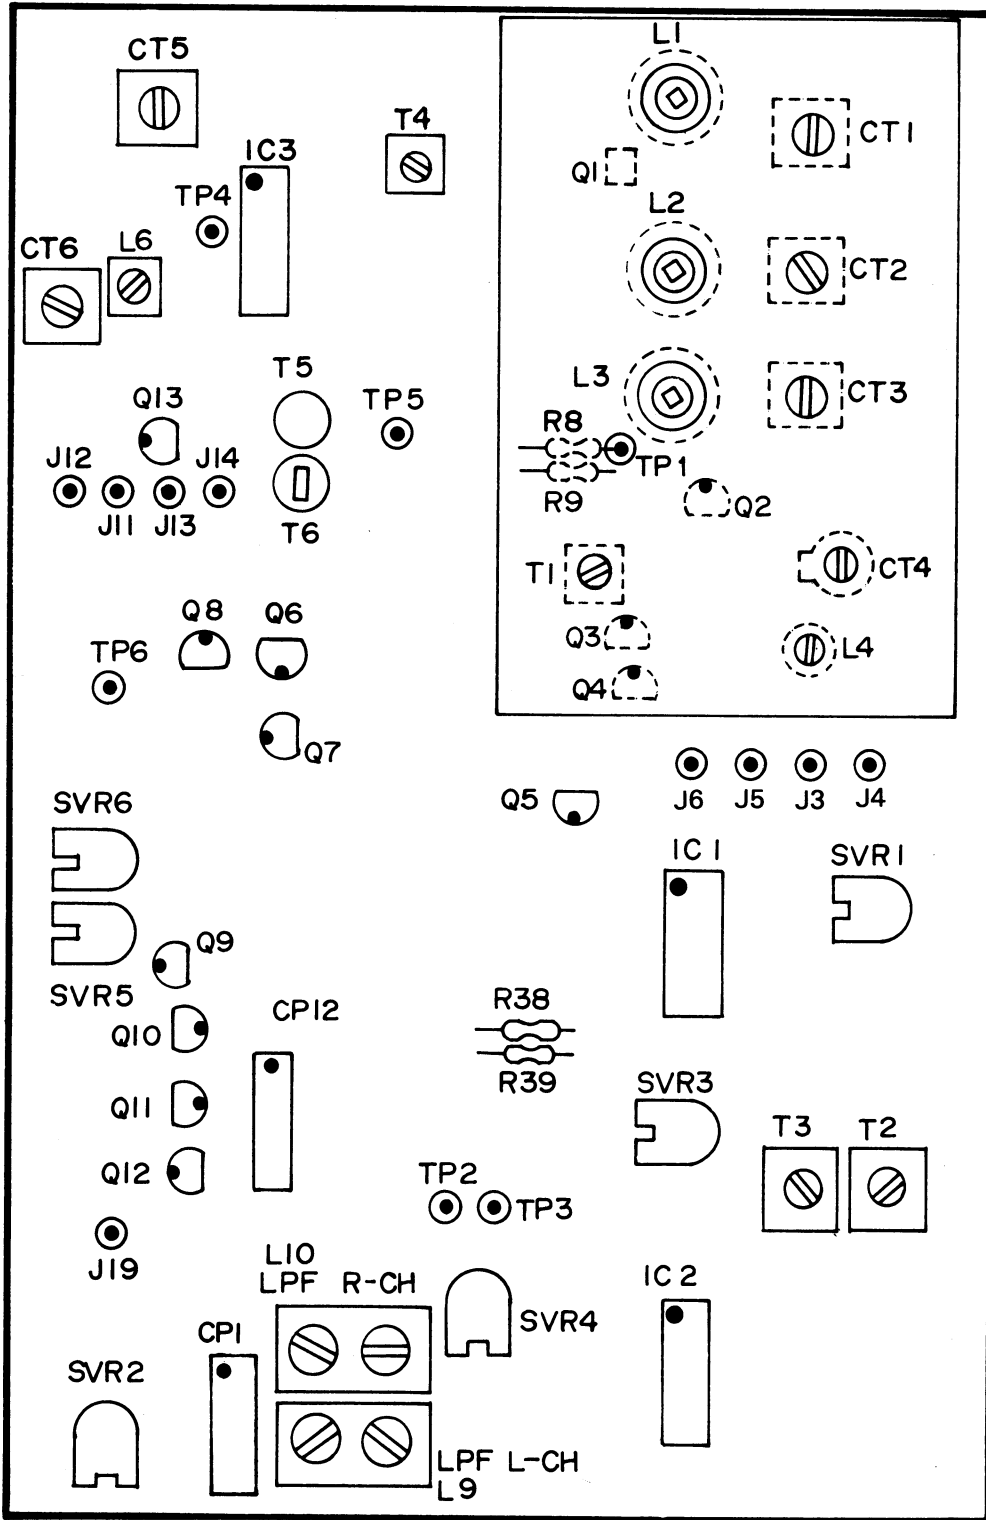 L1
CT5
T4
CT1
IC3
Q1
TP4
L2
CT6
L6
CT2
T5
L3
Q13
TP5
CT3
R8
J12
J14
TP1
R9
Q2
J11
J13
T6
T1
CT4
Q8
Q6
Q3
TP6
L4
Q4
Q7
SVR6
Q5
J6
J5
J3
J4
IC1
SVR1
Q9
SVR5
CP12
R38
Q10
R39
SVR3
Q11
T3
T2
Q12
TP2
TP3
L10
J19
LPF R-CH
IC2
SVR4
CP1
SVR2
LPF L-CH
L9